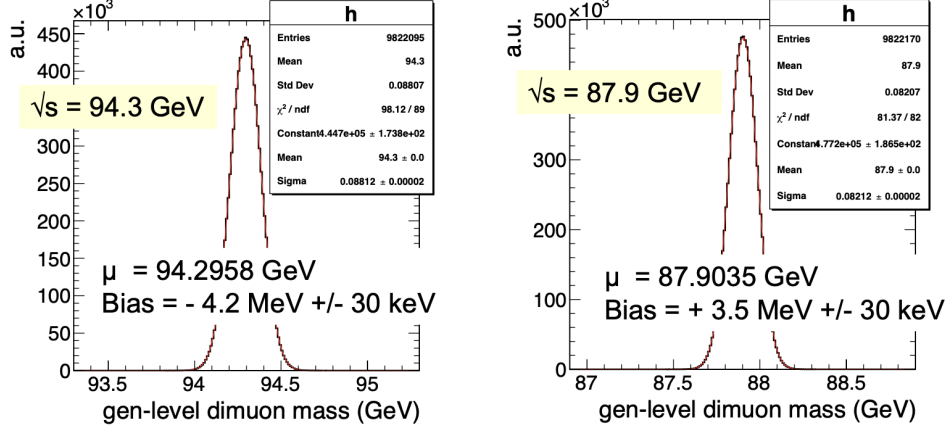 ×10³
h
a.u.
450
400
300
250
200
150
100
50
0
√s = 94.3 GeV
Entries 9822095
Mean 94.3
Std Dev 0.08807
χ² / ndf 98.12 / 89
Constant 4.447e+05 ± 1.738e+02
Mean 94.3 ± 0.0
Sigma 0.08812 ± 0.00002
μ = 94.2958 GeV
Bias = - 4.2 MeV +/- 30 keV
93.5 94 94.5 95
gen-level dimuon mass (GeV)
×10³
h
a.u.
500
300
200
100
0
√s = 87.9 GeV
Entries 9822170
Mean 87.9
Std Dev 0.08207
χ² / ndf 81.37 / 82
Constant 4.772e+05 ± 1.865e+02
Mean 87.9 ± 0.0
Sigma 0.08212 ± 0.00002
μ = 87.9035 GeV
Bias = + 3.5 MeV +/- 30 keV
87 87.5 88 88.5
gen-level dimuon mass (GeV)